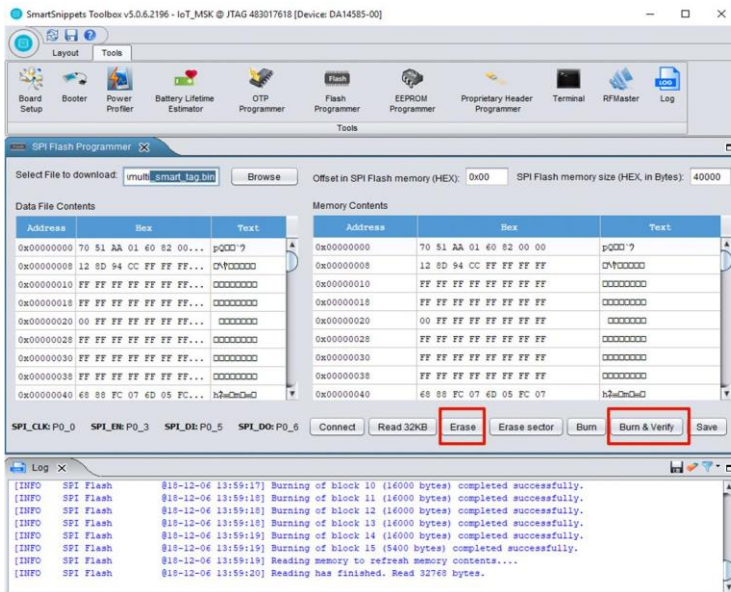 SmartSnippets Toolbox v5.0.6.2196 - IoT_MSK @ JTAG 483017618 [Device: DA14585-00]
Layout Tools
Board Setup
Booter
Power Profiler
Battery Lifetime Estimator
OTP Programmer
Flash Programmer
EEPROM Programmer
Proprietary Header Programmer
Terminal
RFMaster
LOG
Log
Tools
SPI Flash Programmer
Select File to download: \multi_smart_tag.bin Browse Offset in SPI Flash memory (HEX): 0x00 SPI Flash memory size (HEX, in Bytes): 40000
Data File Contents
Address Hex Text
0x00000000 70 51 AA 01 60 82 00...
0x00000008 12 8D 94 CC FF FF FF...
0x00000010 FF FF FF FF FF FF FF...
0x00000018 FF FF FF FF FF FF FF...
0x00000020 00 FF FF FF FF FF FF...
0x00000028 FF FF FF FF FF FF FF...
0x00000030 FF FF FF FF FF FF FF...
0x00000038 FF FF FF FF FF FF FF...
0x00000040 68 88 FC 07 6D 05 FC...
Memory Contents
Address Hex Text
0x00000000 70 51 AA 01 60 82 00 00
0x00000008 12 8D 94 CC FF FF FF FF
0x00000010 FF FF FF FF FF FF FF FF
0x00000018 FF FF FF FF FF FF FF FF
0x00000020 00 FF FF FF FF FF FF FF
0x00000028 FF FF FF FF FF FF FF FF
0x00000030 FF FF FF FF FF FF FF FF
0x00000038 FF FF FF FF FF FF FF FF
0x00000040 68 88 FC 07 6D 05 FC 07
SPI_CLK: P0_0 SPI_EN: P0_3 SPI_DI: P0_5 SPI_DO: P0_6 Connect Read 32KB Erase Erase sector Burn Burn & Verify Save
Log
[INFO SPI Flash @18-12-06 13:59:17] Burning of block 10 (16000 bytes) completed successfully.
[INFO SPI Flash @18-12-06 13:59:18] Burning of block 11 (16000 bytes) completed successfully.
[INFO SPI Flash @18-12-06 13:59:18] Burning of block 12 (16000 bytes) completed successfully.
[INFO SPI Flash @18-12-06 13:59:18] Burning of block 13 (16000 bytes) completed successfully.
[INFO SPI Flash @18-12-06 13:59:19] Burning of block 14 (16000 bytes) completed successfully.
[INFO SPI Flash @18-12-06 13:59:19] Burning of block 15 (5400 bytes) completed successfully.
[INFO SPI Flash @18-12-06 13:59:19] Reading memory to refresh memory contents....
[INFO SPI Flash @18-12-06 13:59:20] Reading has finished. Read 32768 bytes.